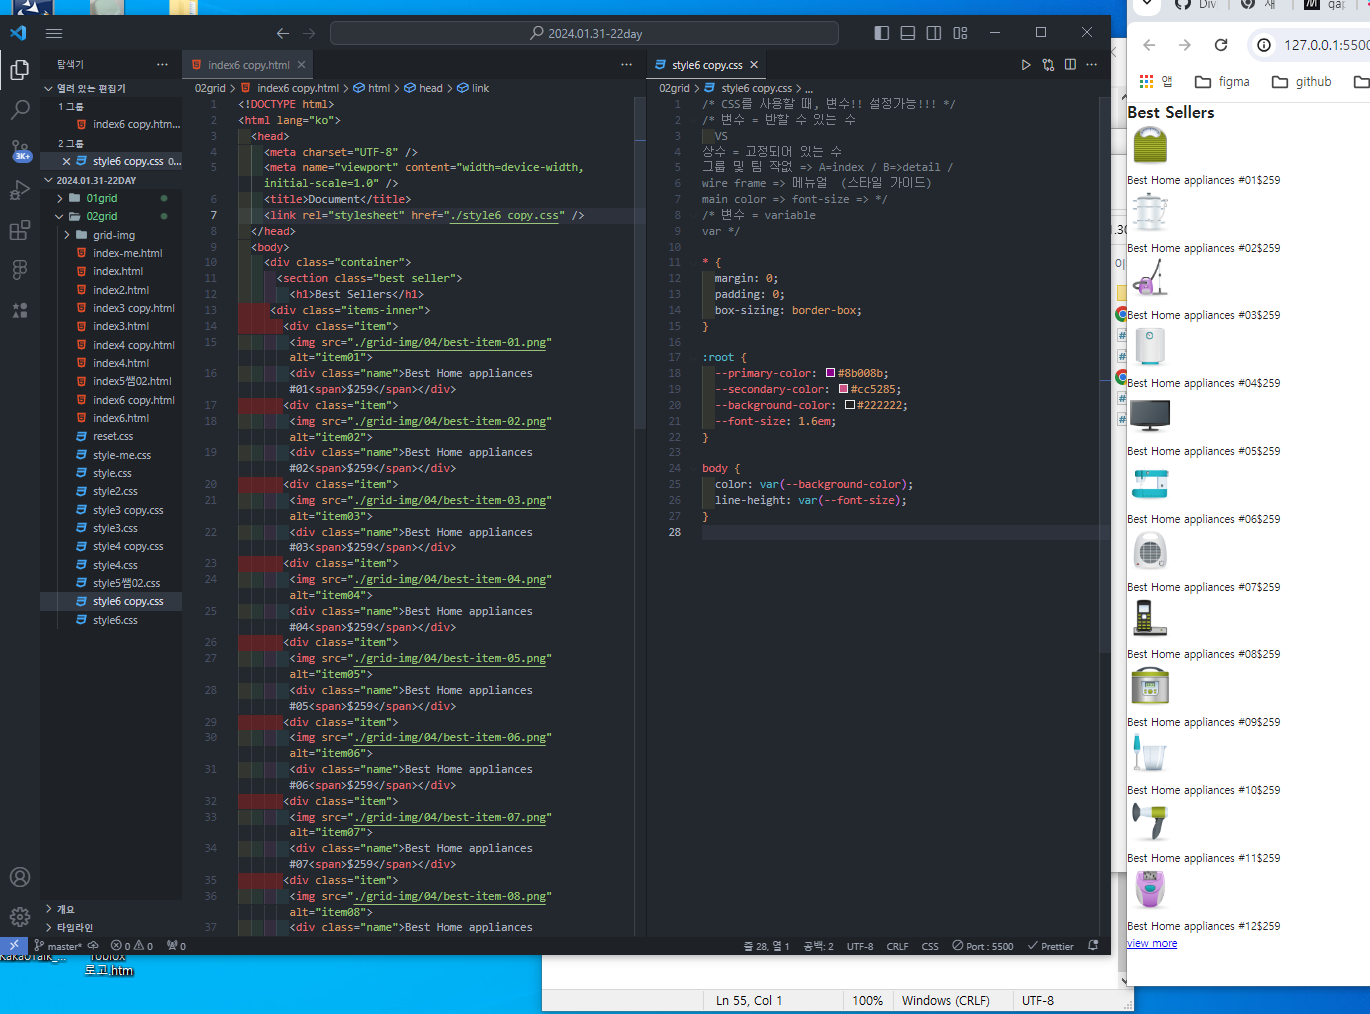 2024.01.31-22day
탐색기
열려 있는 편집기
1 그룹
index6 copy.htm...
2 그룹
style6 copy.css 0...
2024.01.31-22DAY
01grid
02grid
grid-img
index-me.html
index.html
index2.html
index3 copy.html
index3.html
index4 copy.html
index4.html
index5쌤02.html
index6 copy.html
index6.html
reset.css
style-me.css
style.css
style2.css
style3 copy.css
style3.css
style4 copy.css
style4.css
style5쌤02.css
style6 copy.css
style6.css
개요
타임라인
3K+
index6 copy.html
02grid > index6 copy.html > html > head > link
1 <!DOCTYPE html>
2 <html lang="ko">
3 <head>
4 <meta charset="UTF-8" />
5 <meta name="viewport" content="width=device-width,
initial-scale=1.0" />
6 <title>Document</title>
7 <link rel="stylesheet" href="./style6 copy.css" />
8 </head>
9 <body>
10 <div class="container">
11 <section class="best seller">
12 <h1>Best Sellers</h1>
13 <div class="items-inner">
14 <div class="item">
15 <img src="./grid-img/04/best-item-01.png"
alt="item01">
16 <div class="name">Best Home appliances
#01<span>$259</span></div>
17 <div class="item">
18 <img src="./grid-img/04/best-item-02.png"
alt="item02">
19 <div class="name">Best Home appliances
#02<span>$259</span></div>
20 <div class="item">
21 <img src="./grid-img/04/best-item-03.png"
alt="item03">
22 <div class="name">Best Home appliances
#03<span>$259</span></div>
23 <div class="item">
24 <img src="./grid-img/04/best-item-04.png"
alt="item04">
25 <div class="name">Best Home appliances
#04<span>$259</span></div>
26 <div class="item">
27 <img src="./grid-img/04/best-item-05.png"
alt="item05">
28 <div class="name">Best Home appliances
#05<span>$259</span></div>
29 <div class="item">
30 <img src="./grid-img/04/best-item-06.png"
alt="item06">
31 <div class="name">Best Home appliances
#06<span>$259</span></div>
32 <div class="item">
33 <img src="./grid-img/04/best-item-07.png"
alt="item07">
34 <div class="name">Best Home appliances
#07<span>$259</span></div>
35 <div class="item">
36 <img src="./grid-img/04/best-item-08.png"
alt="item08">
37 <div class="name">Best Home appliances
style6 copy.css
02grid > style6 copy.css > ...
1 /* CSS를 사용할 때, 변수!! 설정가능!!! */
2 /* 변수 = 반할 수 있는 수
3 VS
4 상수 = 고정되어 있는 수
5 그룹 및 팀 작없 => A=index / B=>detail /
6 wire frame => 메뉴얼 (스타일 가이드)
7 main color => font-size => */
8 /* 변수 = variable
9 var */
10
11 * {
12 margin: 0;
13 padding: 0;
14 box-sizing: border-box;
15 }
16
17 :root {
18 --primary-color: #8b008b;
19 --secondary-color: #cc5285;
20 --background-color: #222222;
21 --font-size: 1.6em;
22 }
23
24 body {
25 color: var(--background-color);
26 line-height: var(--font-size);
27 }
28
master* 0 0 0
줄 28, 열 1 공백: 2 UTF-8 CRLF CSS Port : 5500 Prettier
로고.htm
Ln 55, Col 1 100% Windows (CRLF) UTF-8
Div
새
127.0.0.1:5500
앱 figma github
Best Sellers
Best Home appliances #01$259
Best Home appliances #02$259
Best Home appliances #03$259
Best Home appliances #04$259
Best Home appliances #05$259
Best Home appliances #06$259
Best Home appliances #07$259
Best Home appliances #08$259
Best Home appliances #09$259
Best Home appliances #10$259
Best Home appliances #11$259
Best Home appliances #12$259
view more